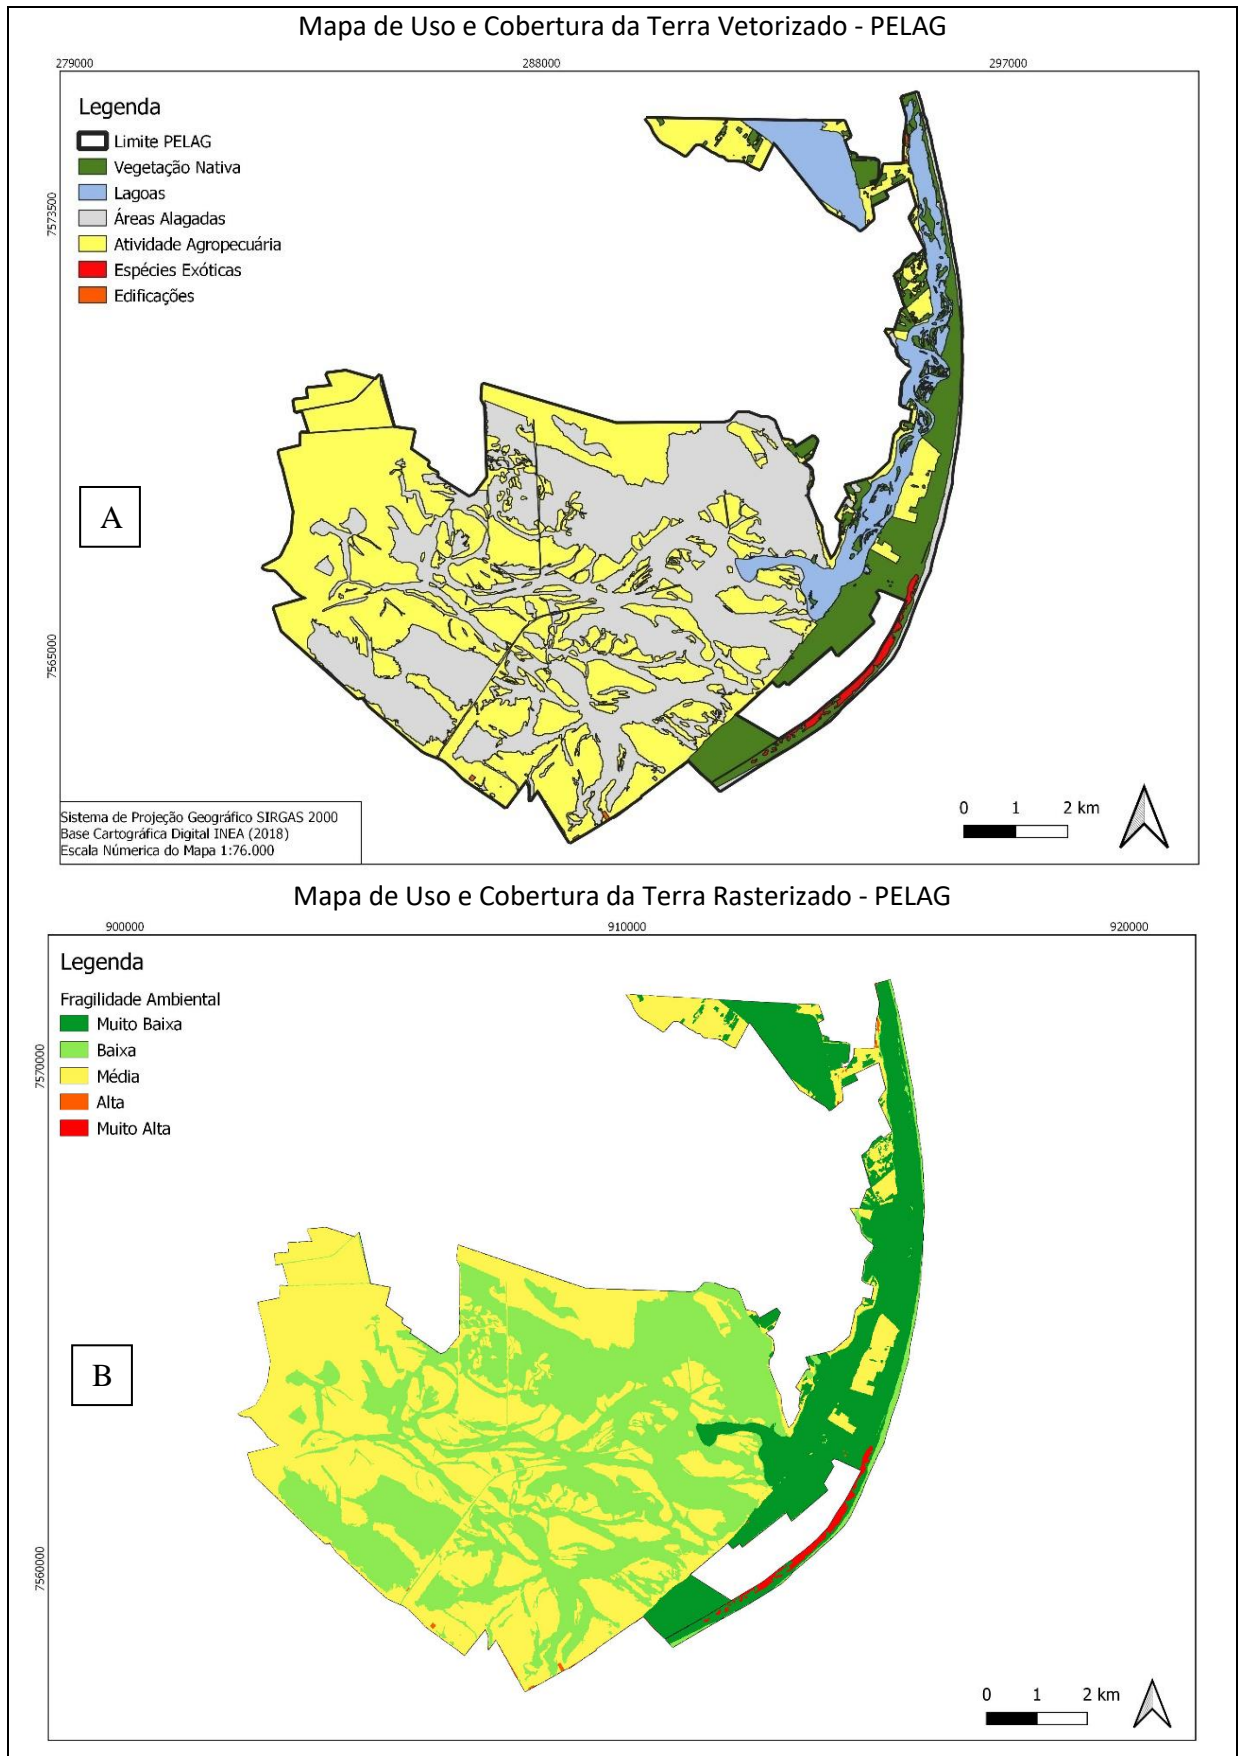 Mapa de Uso e Cobertura da Terra Vetorizado - PELAG
279000 288000 297000
Legenda
Limite PELAG
Vegetação Nativa
Lagoas
Áreas Alagadas
Atividade Agropecuária
Espécies Exóticas
Edificações
7573500
7565000
A
Sistema de Projeção Geográfico SIRGAS 2000
Base Cartográfica Digital INEA (2018)
Escala Númerica do Mapa 1:76.000
0 1 2 km
Mapa de Uso e Cobertura da Terra Rasterizado - PELAG
900000 910000 920000
Legenda
Fragilidade Ambiental
Muito Baixa
Baixa
Média
Alta
Muito Alta
7570000
7560000
B
0 1 2 km